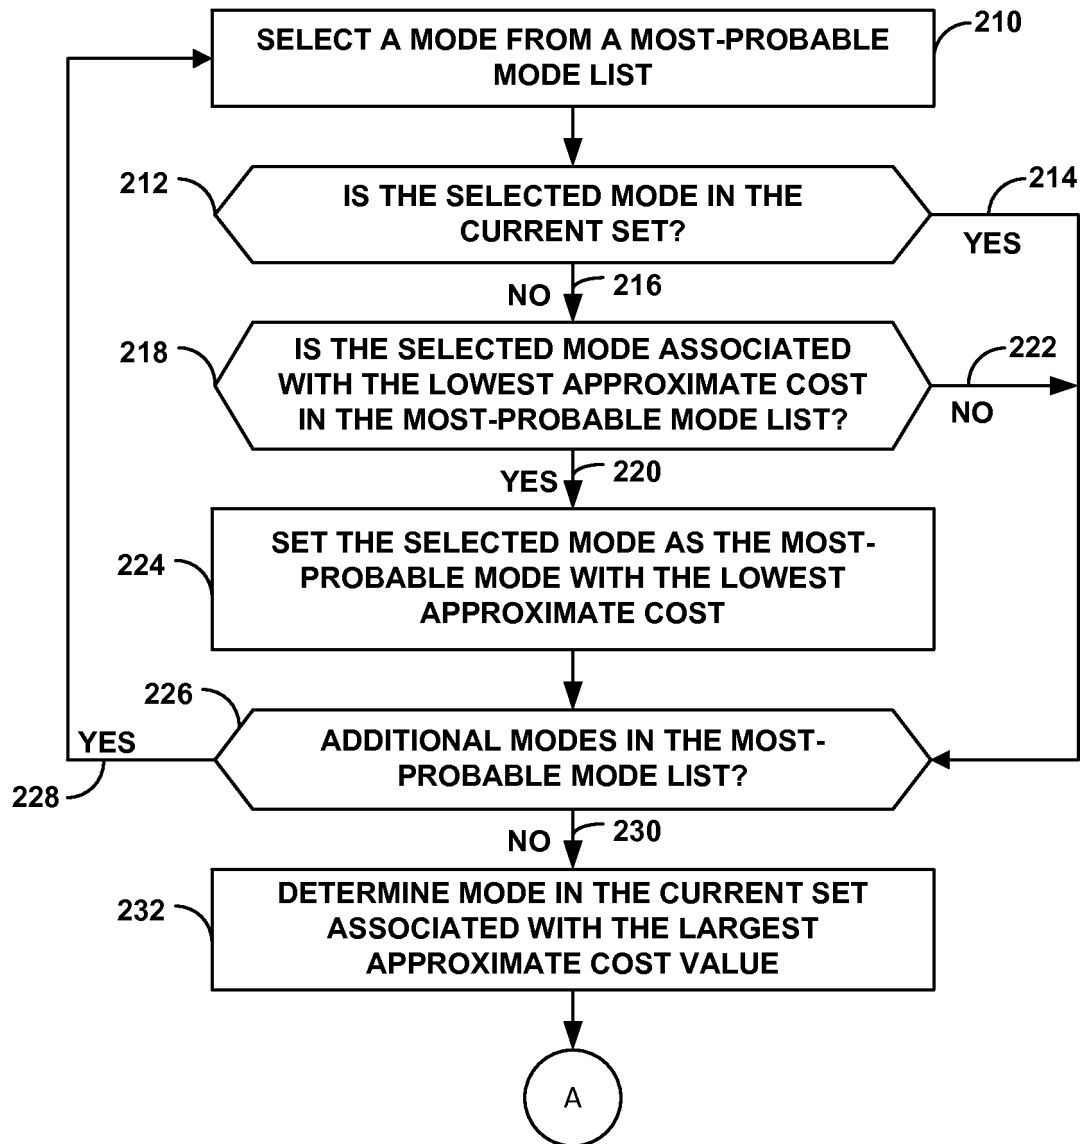 SELECT A MODE FROM A MOST-PROBABLE
MODE LIST
210
212
IS THE SELECTED MODE IN THE
CURRENT SET?
214
YES
NO
216
218
IS THE SELECTED MODE ASSOCIATED
WITH THE LOWEST APPROXIMATE COST
IN THE MOST-PROBABLE MODE LIST?
222
NO
YES
220
224
SET THE SELECTED MODE AS THE MOST-
PROBABLE MODE WITH THE LOWEST
APPROXIMATE COST
226
YES
228
ADDITIONAL MODES IN THE MOST-
PROBABLE MODE LIST?
NO
230
232
DETERMINE MODE IN THE CURRENT SET
ASSOCIATED WITH THE LARGEST
APPROXIMATE COST VALUE
A